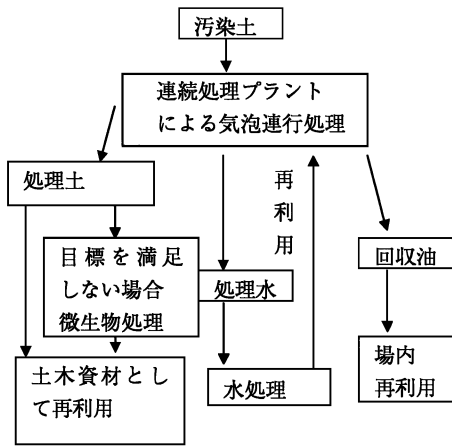 汚染土
連続処理プラント
による気泡連行処理
処理土
再
利
用
目標を満足
しない場合
微生物処理
処理水
回収油
土木資材とし
て再利用
水処理
場内
再利用